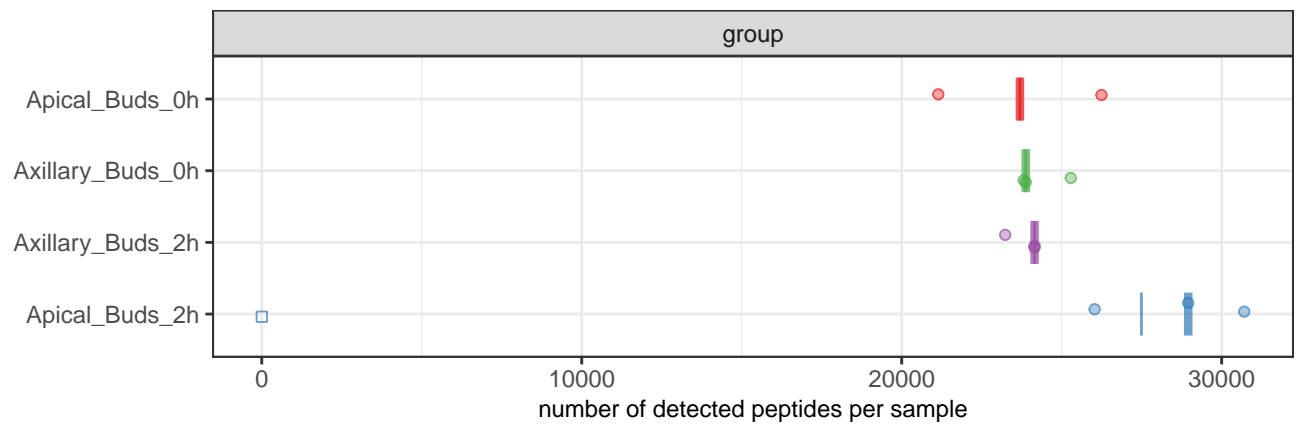 group
Apical_Buds_0h
Axillary_Buds_0h
Axillary_Buds_2h
Apical_Buds_2h
0 10000 20000 30000
number of detected peptides per sample